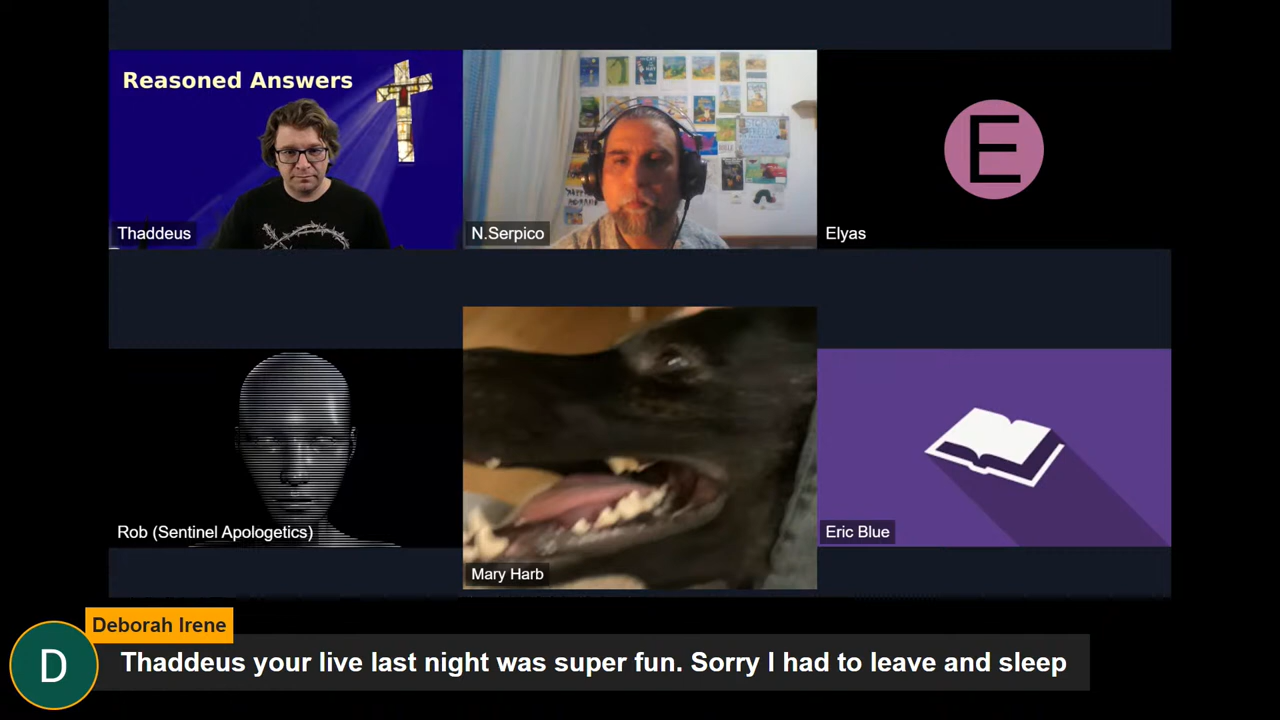 Reasoned Answers
Thaddeus
N.Serpico
E
Elyas
Rob (Sentinel Apologetics)
Mary Harb
Eric Blue
Deborah Irene
D
Thaddeus your live last night was super fun. Sorry I had to leave and sleep